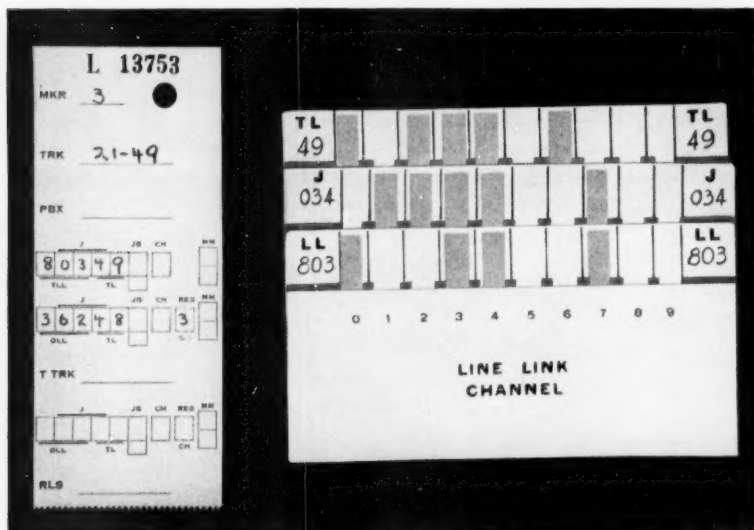 L 13753
MKR 3
TRK 21-49
PBX
J JG CH MN
8 0 3 4 9
TLL TL
J JG CH REG MN
3 6 2 4 8 3
OLL TL
T TRK
J JG CH REG MN
OLL TL CH
RLS
TL 49 TL 49
J 034 J 034
LL 803 LL 803
0 1 2 3 4 5 6 7 8 9
LINE LINK
CHANNEL